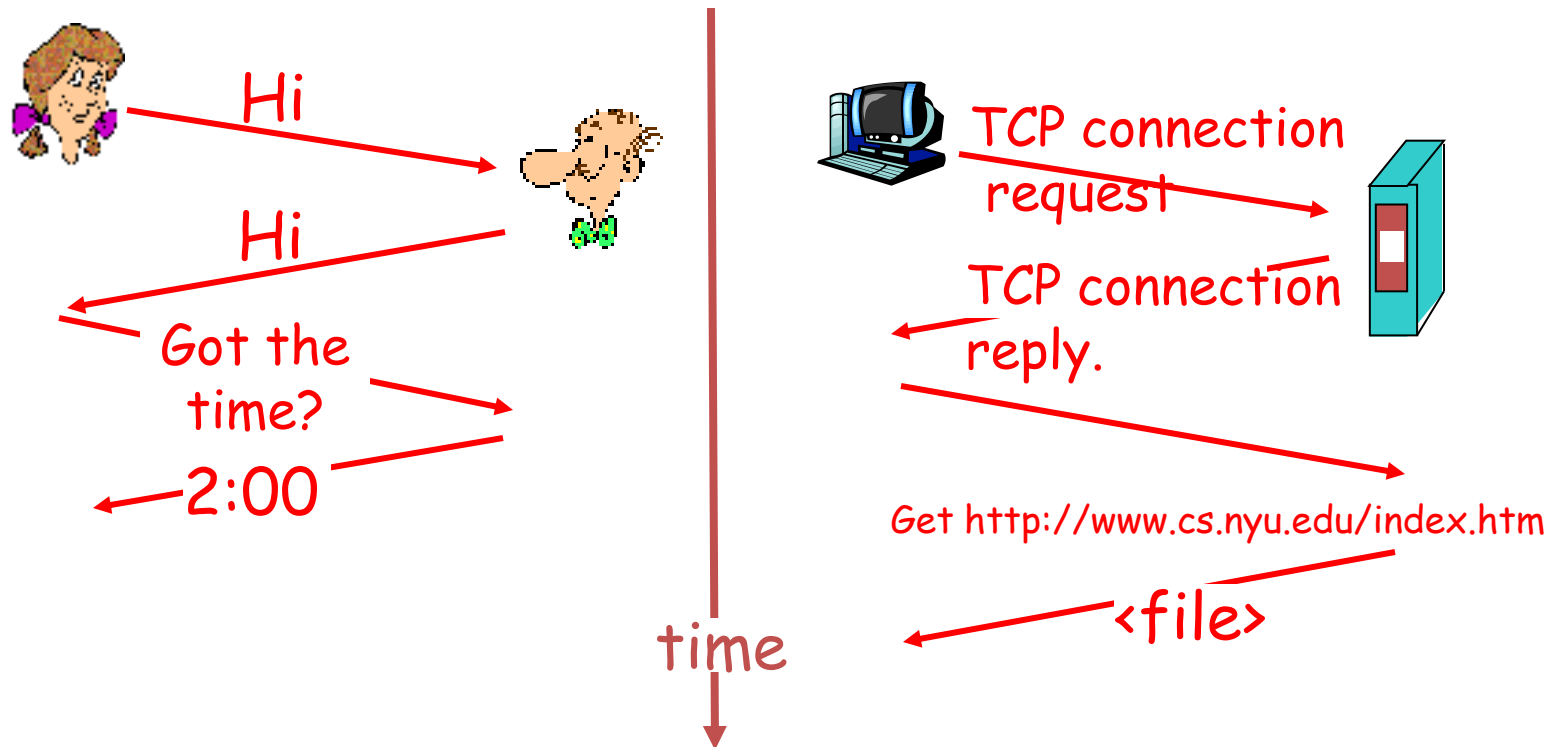 Hi
Hi
Got the
time?
2:00
time
TCP connection
request
TCP connection
reply.
Get http://www.cs.nyu.edu/index.htm
<file>